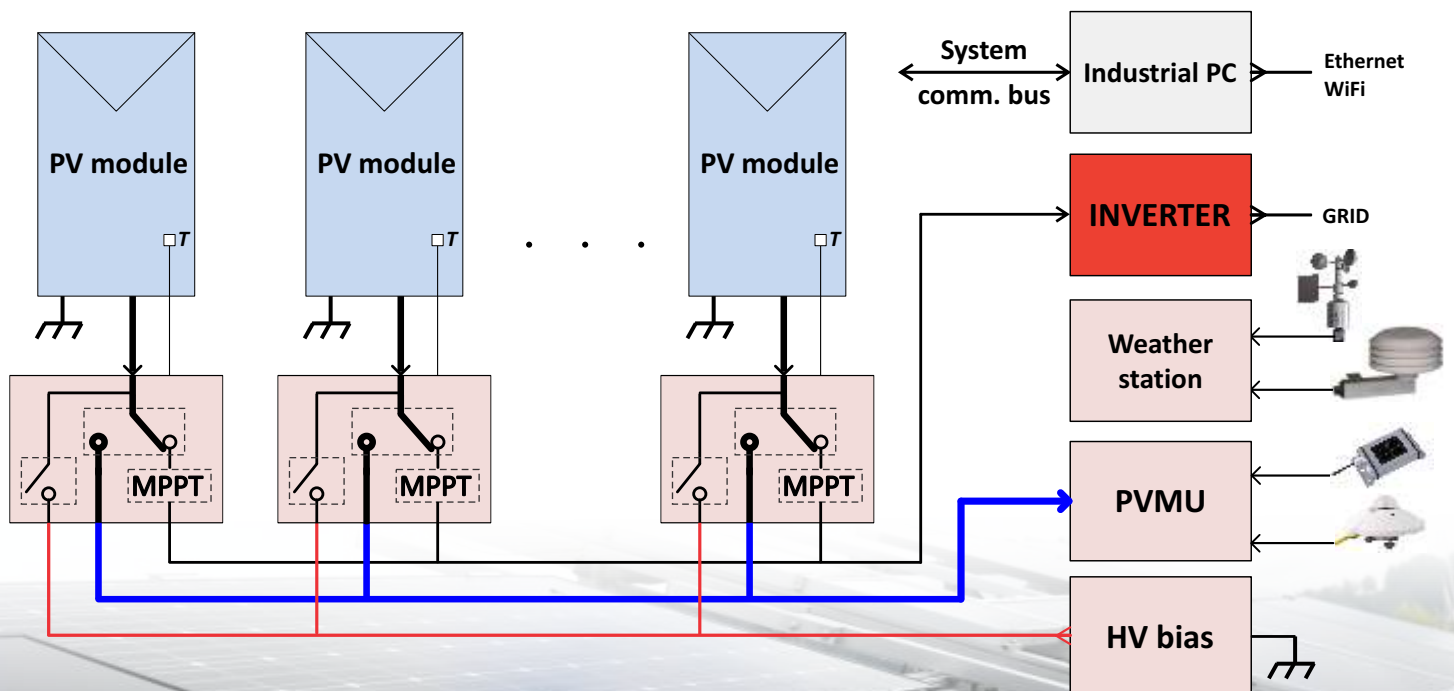 PV module
PV module
PV module
T
T
T
. . .
MPPT
MPPT
MPPT
System
comm. bus
Industrial PC
Ethernet
WiFi
INVERTER
GRID
Weather
station
PVMU
HV bias